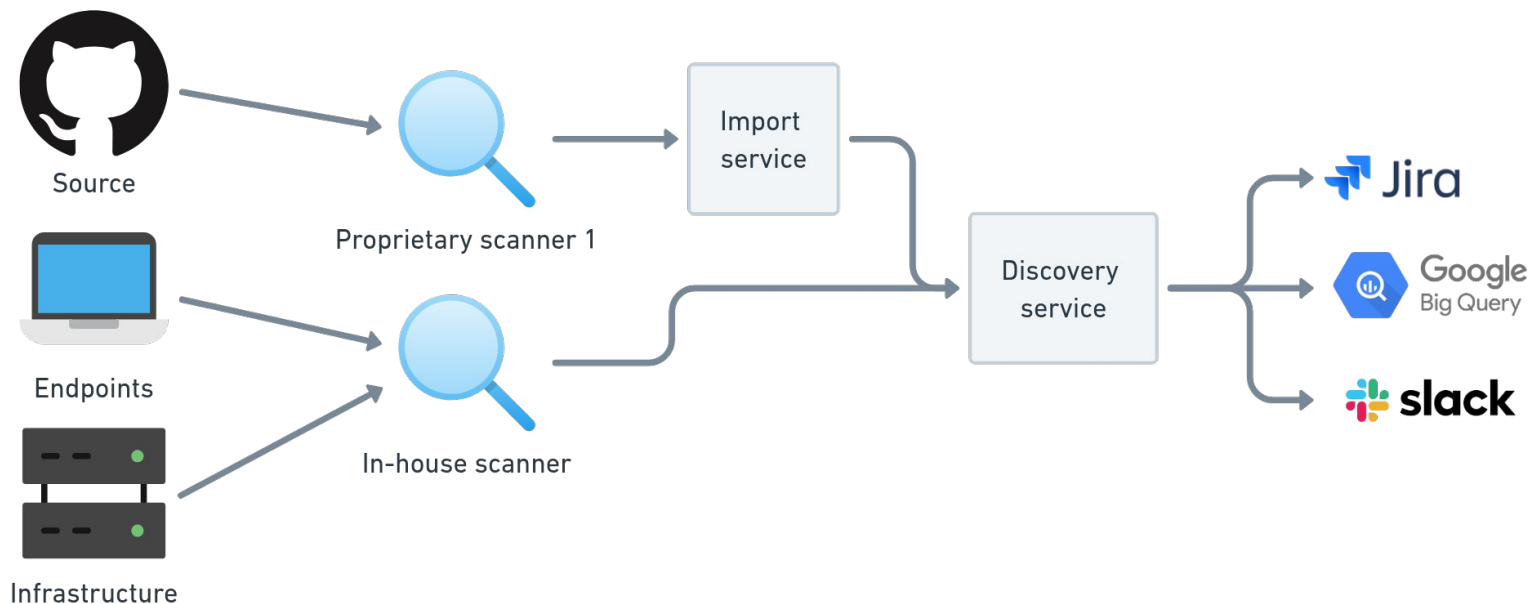 Source
Proprietary scanner 1
Import
service
Endpoints
In-house scanner
Infrastructure
Discovery
service
Jira
Google
Big Query
slack